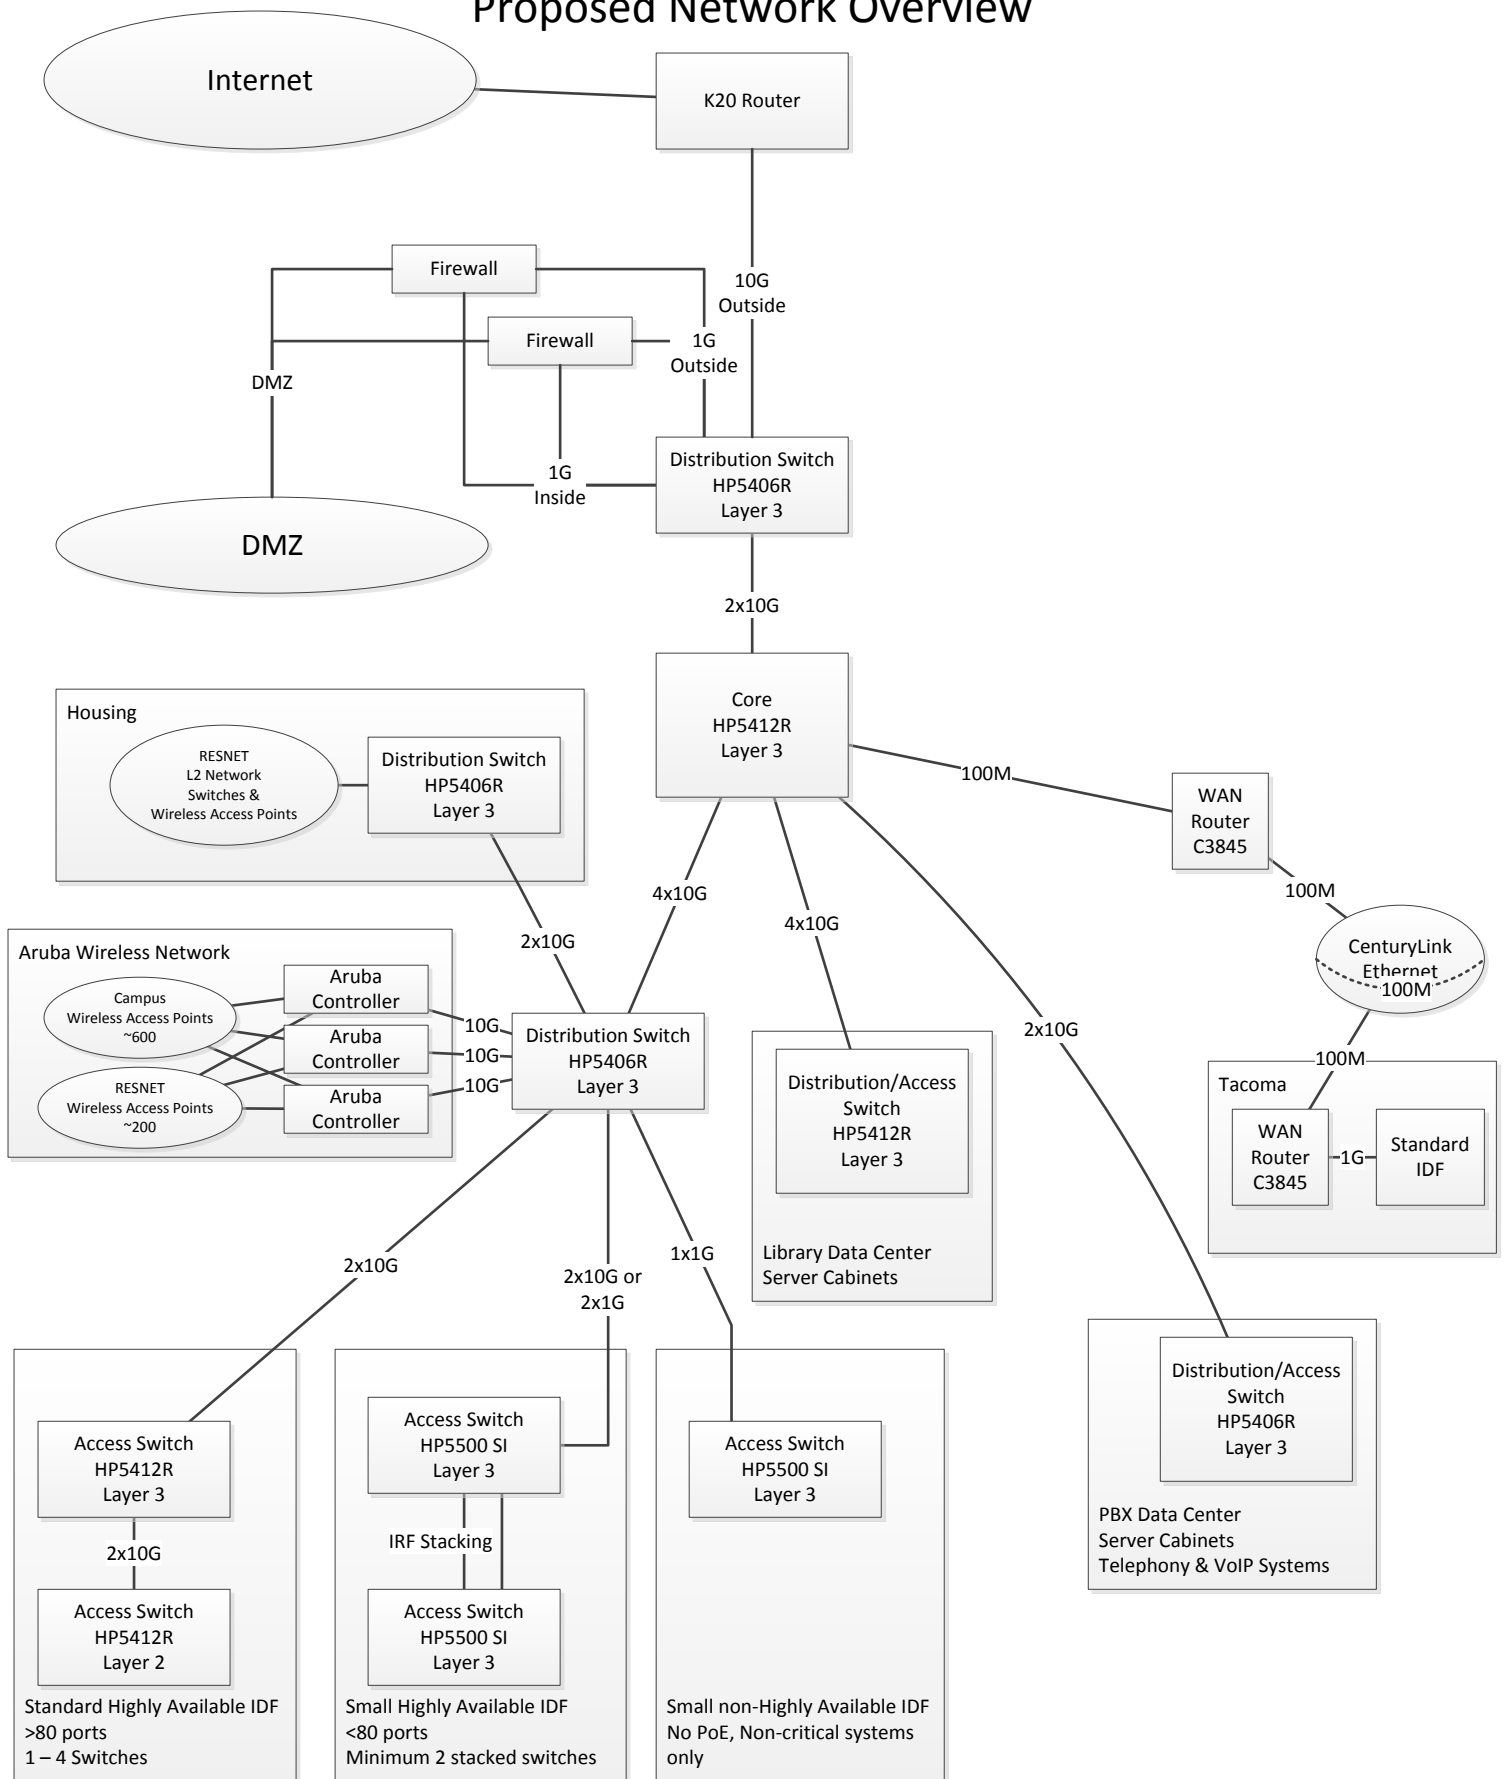 Proposed Network Overview
Internet
K20 Router
Firewall
10G
Outside
Firewall
1G
Outside
DMZ
Distribution Switch
HP5406R
Layer 3
1G
Inside
DMZ
2x10G
Core
HP5412R
Layer 3
Housing
RESNET
L2 Network
Switches &
Wireless Access Points
Distribution Switch
HP5406R
Layer 3
100M
WAN
Router
C3845
100M
4x10G
4x10G
2x10G
CenturyLink
Ethernet
100M
Aruba Wireless Network
Campus
Wireless Access Points
~600
RESNET
Wireless Access Points
~200
Aruba
Controller
Aruba
Controller
Aruba
Controller
10G
10G
10G
Distribution Switch
HP5406R
Layer 3
2x10G
100M
Tacoma
WAN
Router
C3845
1G
Standard
IDF
Distribution/Access
Switch
HP5412R
Layer 3
Library Data Center
Server Cabinets
2x10G
2x10G or
2x1G
1x1G
Distribution/Access
Switch
HP5406R
Layer 3
PBX Data Center
Server Cabinets
Telephony & VoIP Systems
Access Switch
HP5412R
Layer 3
2x10G
Access Switch
HP5412R
Layer 2
Standard Highly Available IDF
>80 ports
1 – 4 Switches
Access Switch
HP5500 SI
Layer 3
IRF Stacking
Access Switch
HP5500 SI
Layer 3
Small Highly Available IDF
<80 ports
Minimum 2 stacked switches
Access Switch
HP5500 SI
Layer 3
Small non-Highly Available IDF
No PoE, Non-critical systems
only